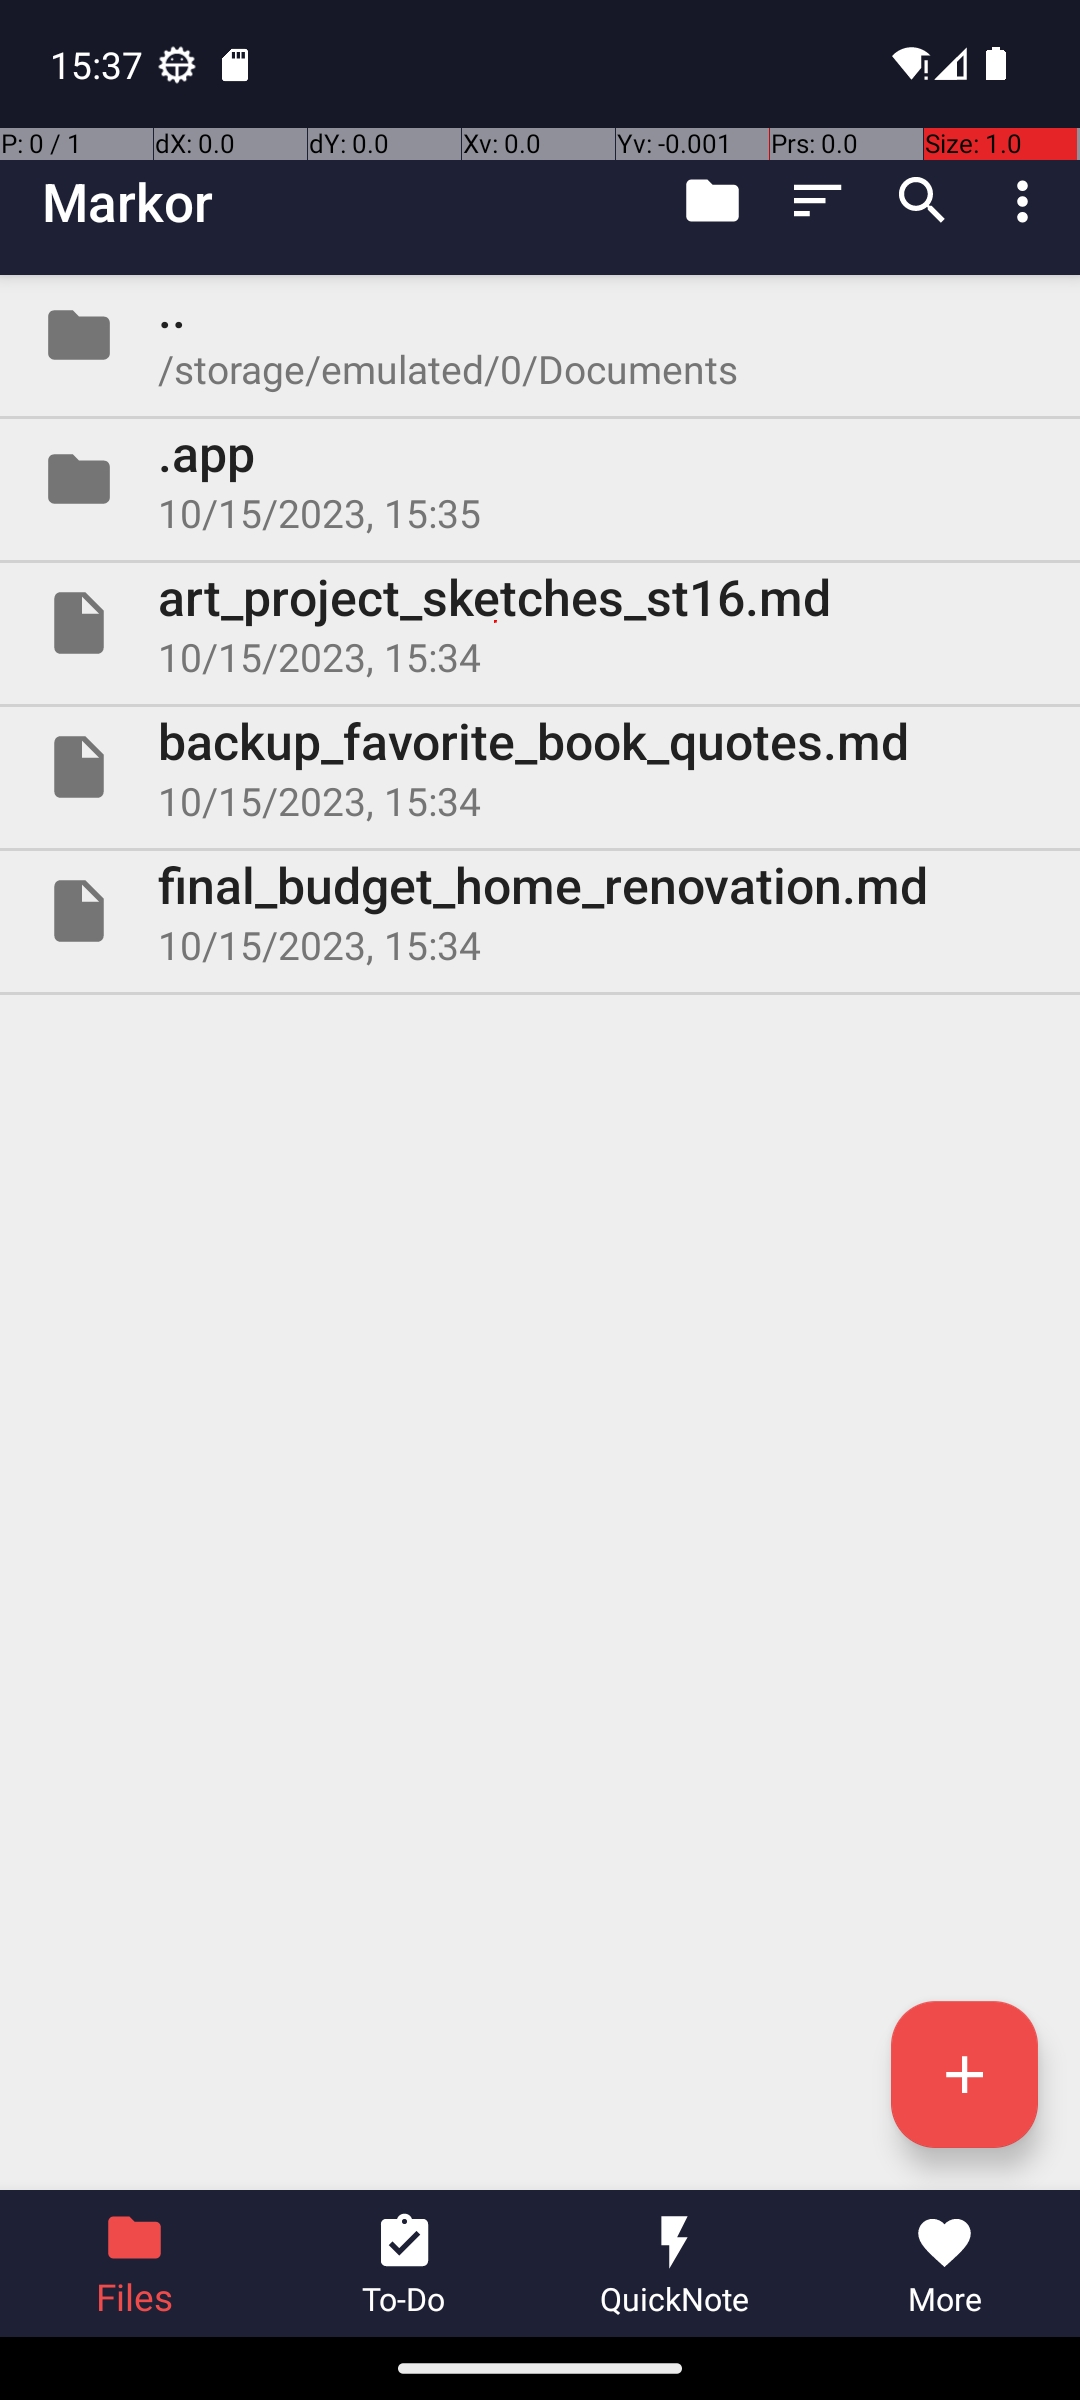 15:37
P: 0 / 1 dX: 0.0 dY: 0.0 Xv: 0.0 Yv: -0.001 Prs: 0.0 Size: 1.0
Markor
..
/storage/emulated/0/Documents
.app
10/15/2023, 15:35
art_project_sketches_st16.md
10/15/2023, 15:34
backup_favorite_book_quotes.md
10/15/2023, 15:34
final_budget_home_renovation.md
10/15/2023, 15:34
Files To-Do QuickNote More